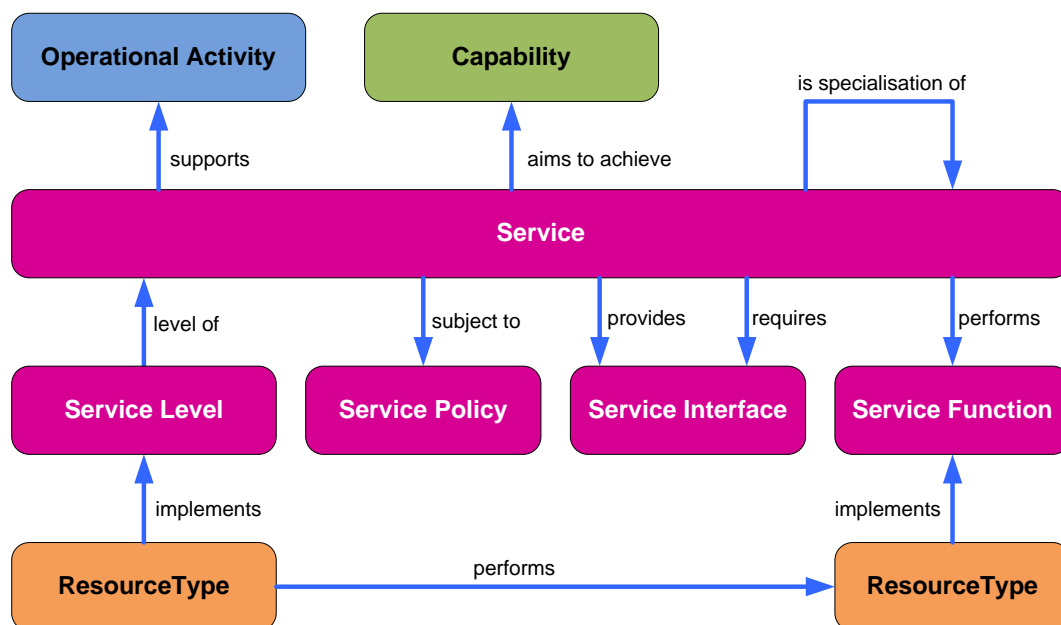 Operational Activity
Capability
is specialisation of
supports
aims to achieve
Service
level of
subject to
provides
requires
performs
Service Level
Service Policy
Service Interface
Service Function
implements
implements
ResourceType
performs
ResourceType